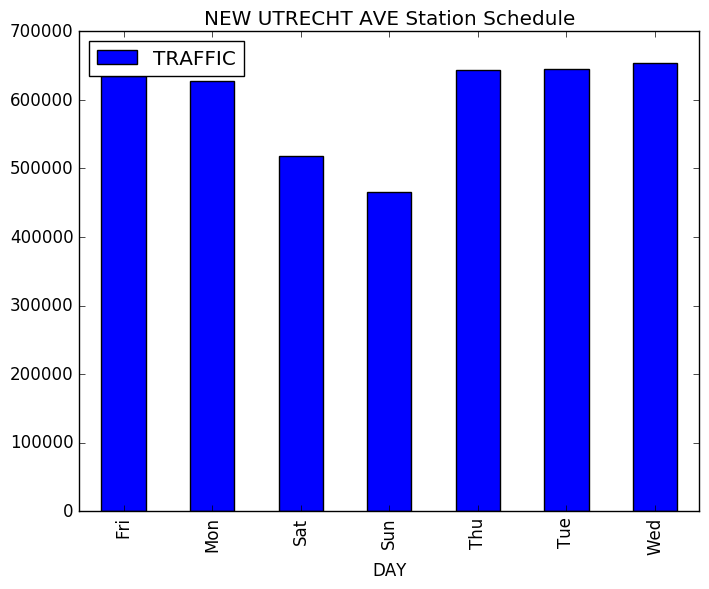 NEW UTRECHT AVE Station Schedule
TRAFFIC
700000
600000
500000
400000
300000
200000
100000
0
Fri Mon Sat Sun Thu Tue Wed
DAY